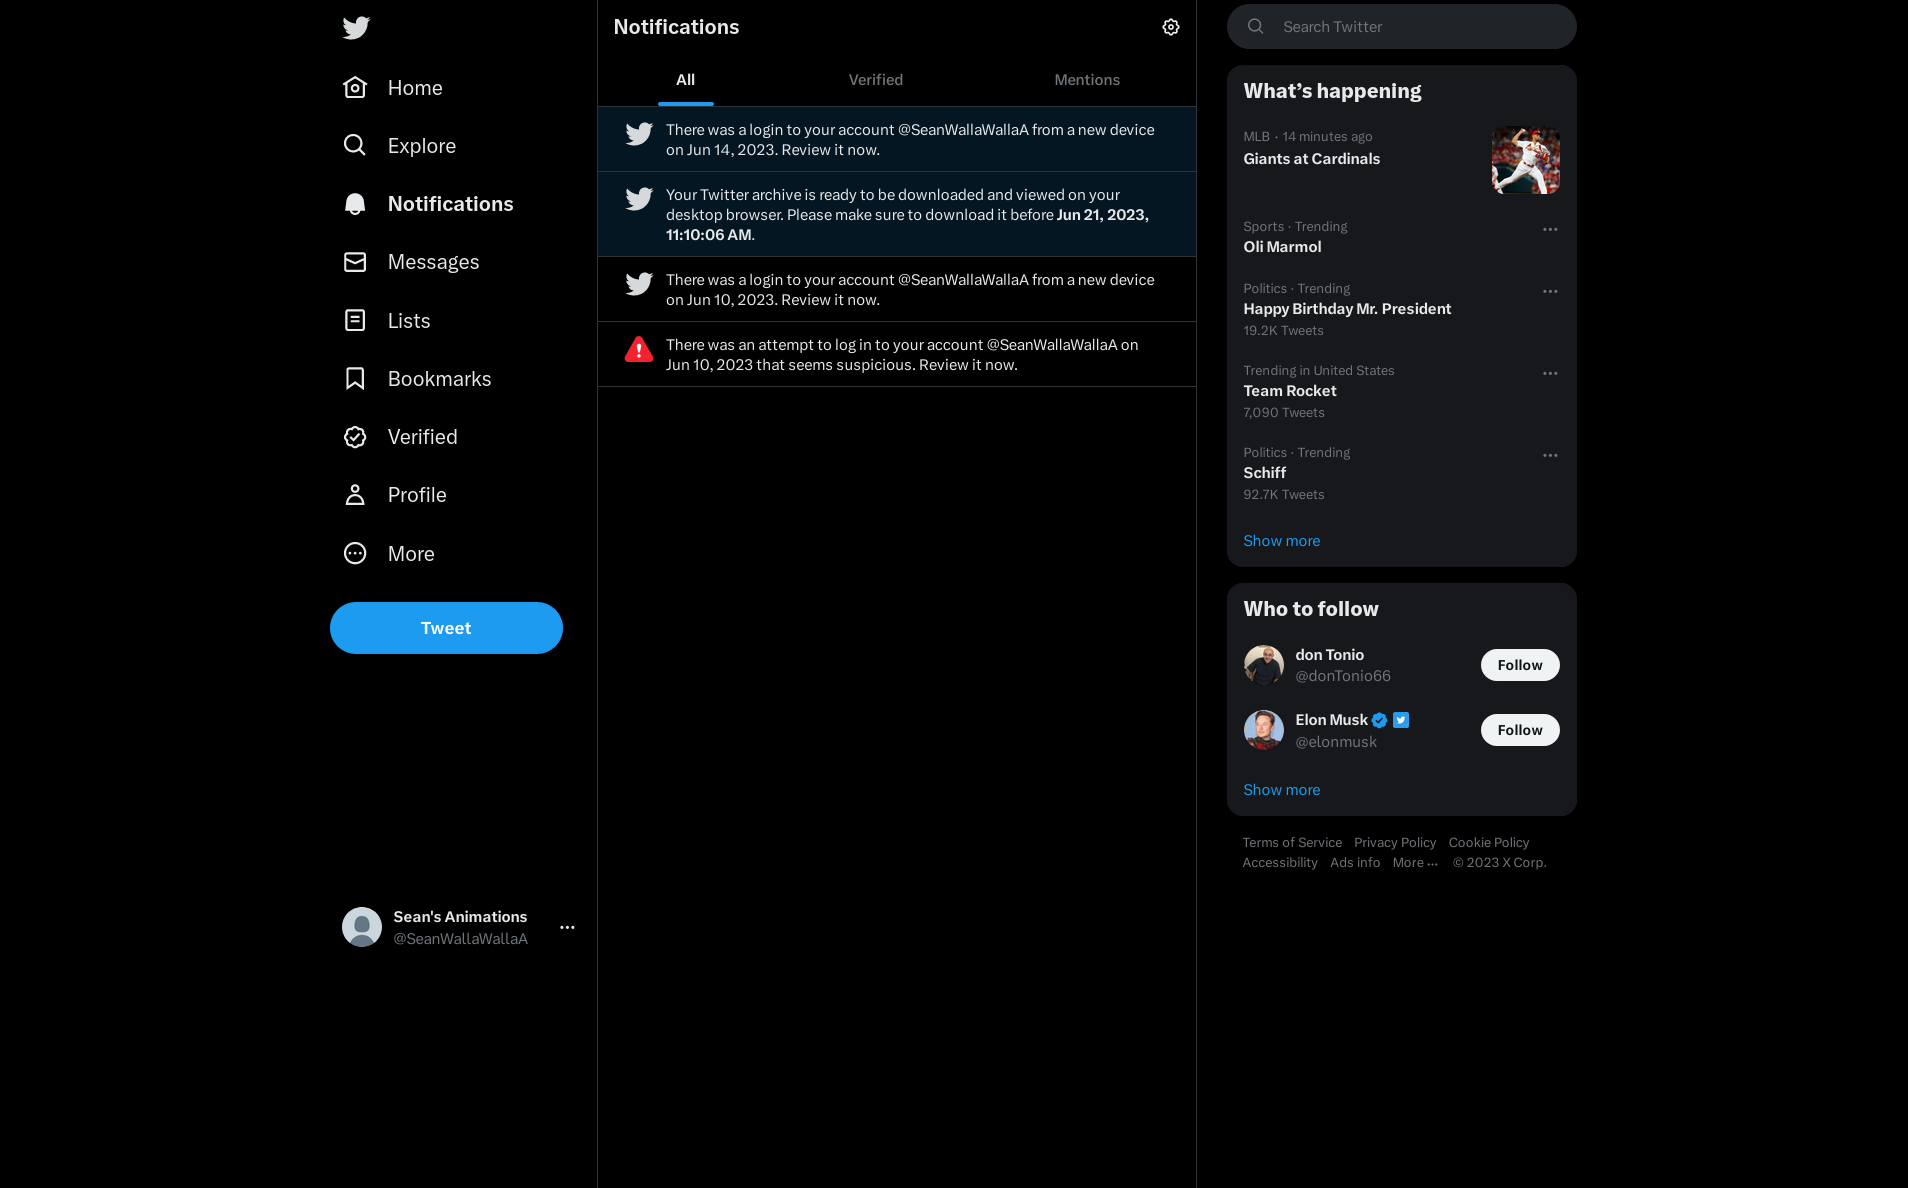 Home
Explore
Notifications
Messages
Lists
Bookmarks
Verified
Profile
More
Tweet
Sean's Animations
@SeanWallaWallaA
Notifications
All
Verified
Mentions
There was a login to your account @SeanWallaWallaA from a new device
on Jun 14, 2023. Review it now.
Your Twitter archive is ready to be downloaded and viewed on your
desktop browser. Please make sure to download it before Jun 21, 2023,
11:10:06 AM.
There was a login to your account @SeanWallaWallaA from a new device
on Jun 10, 2023. Review it now.
There was an attempt to log in to your account @SeanWallaWallaA on
Jun 10, 2023 that seems suspicious. Review it now.
Search Twitter
What’s happening
MLB · 14 minutes ago
Giants at Cardinals
Sports · Trending
Oli Marmol
Politics · Trending
Happy Birthday Mr. President
19.2K Tweets
Trending in United States
Team Rocket
7,090 Tweets
Politics · Trending
Schiff
92.7K Tweets
Show more
Who to follow
don Tonio
@donTonio66
Follow
Elon Musk
@elonmusk
Follow
Show more
Terms of Service Privacy Policy Cookie Policy
Accessibility Ads info More ··· © 2023 X Corp.